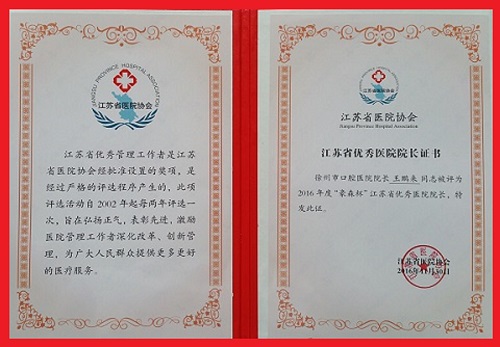 JIANGSU PROVINCE HOSPITAL ASSOCIATION
江苏省医院协会
江苏省优秀管理工作者是江苏
省医院协会经批准设置的奖项,是
经过严格的评选程序产生的,此项
评选活动自2002年起每两年评选一
次,旨在弘扬正气,表彰先进,激励
医院管理工作者深化改革、创新管
理,为广大人民群众提供更多更好
的医疗服务。
江苏省医院协会
江苏省医院协会
Jiangsu Province Hospital Association
江苏省优秀医院院长证书
徐州市口腔医院院长 王鹏来 同志被评为
2016年度“豪森杯”江苏省优秀医院院长,特
发此证。
江苏省医院协会
2016年11月30日